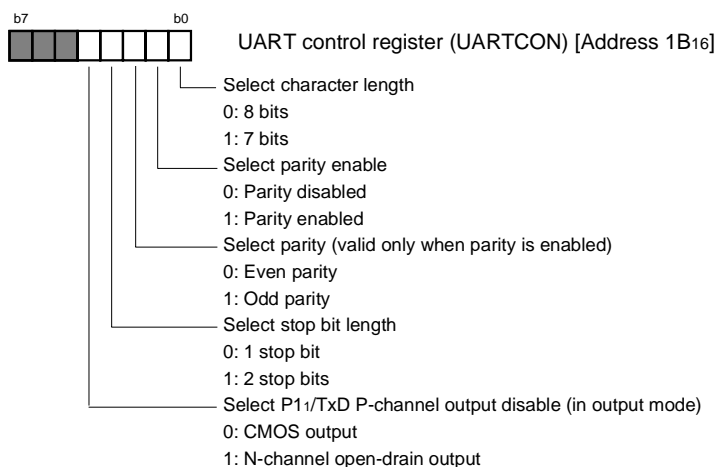 b7 b0
UART control register (UARTCON) [Address 1B16]
Select character length
0: 8 bits
1: 7 bits
Select parity enable
0: Parity disabled
1: Parity enabled
Select parity (valid only when parity is enabled)
0: Even parity
1: Odd parity
Select stop bit length
0: 1 stop bit
1: 2 stop bits
Select P11/TxD P-channel output disable (in output mode)
0: CMOS output
1: N-channel open-drain output